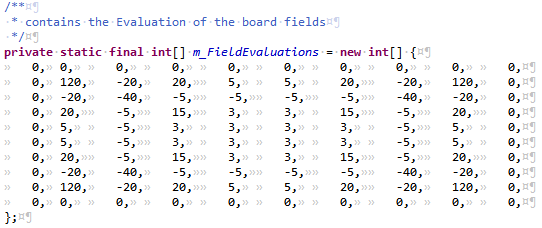 /**
 * contains the Evaluation of the board fields
 */
private static final int[] m_FieldEvaluations = new int[] {
0, 0, 0, 0, 0, 0, 0, 0, 0, 0,
0, 120, -20, 20, 5, 5, 20, -20, 120, 0,
0, -20, -40, -5, -5, -5, -5, -40, -20, 0,
0, 20, -5, 15, 3, 3, 15, -5, 20, 0,
0, 5, -5, 3, 3, 3, 3, -5, 5, 0,
0, 5, -5, 3, 3, 3, 3, -5, 5, 0,
0, 20, -5, 15, 3, 3, 15, -5, 20, 0,
0, -20, -40, -5, -5, -5, -5, -40, -20, 0,
0, 120, -20, 20, 5, 5, 20, -20, 120, 0,
0, 0, 0, 0, 0, 0, 0, 0, 0, 0,
};